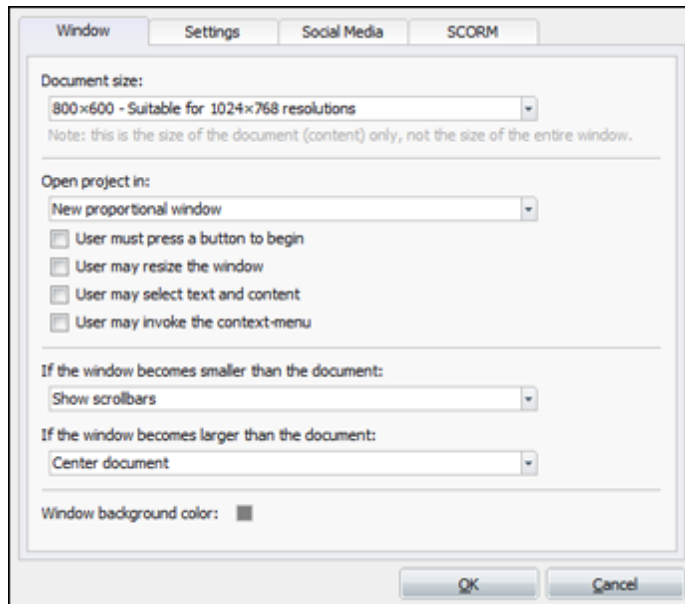 Window Settings Social Media SCORM
Document size:
800×600 - Suitable for 1024×768 resolutions
Note: this is the size of the document (content) only, not the size of the entire window.
Open project in:
New proportional window
User must press a button to begin
User may resize the window
User may select text and content
User may invoke the context-menu
If the window becomes smaller than the document:
Show scrollbars
If the window becomes larger than the document:
Center document
Window background color:
OK Cancel